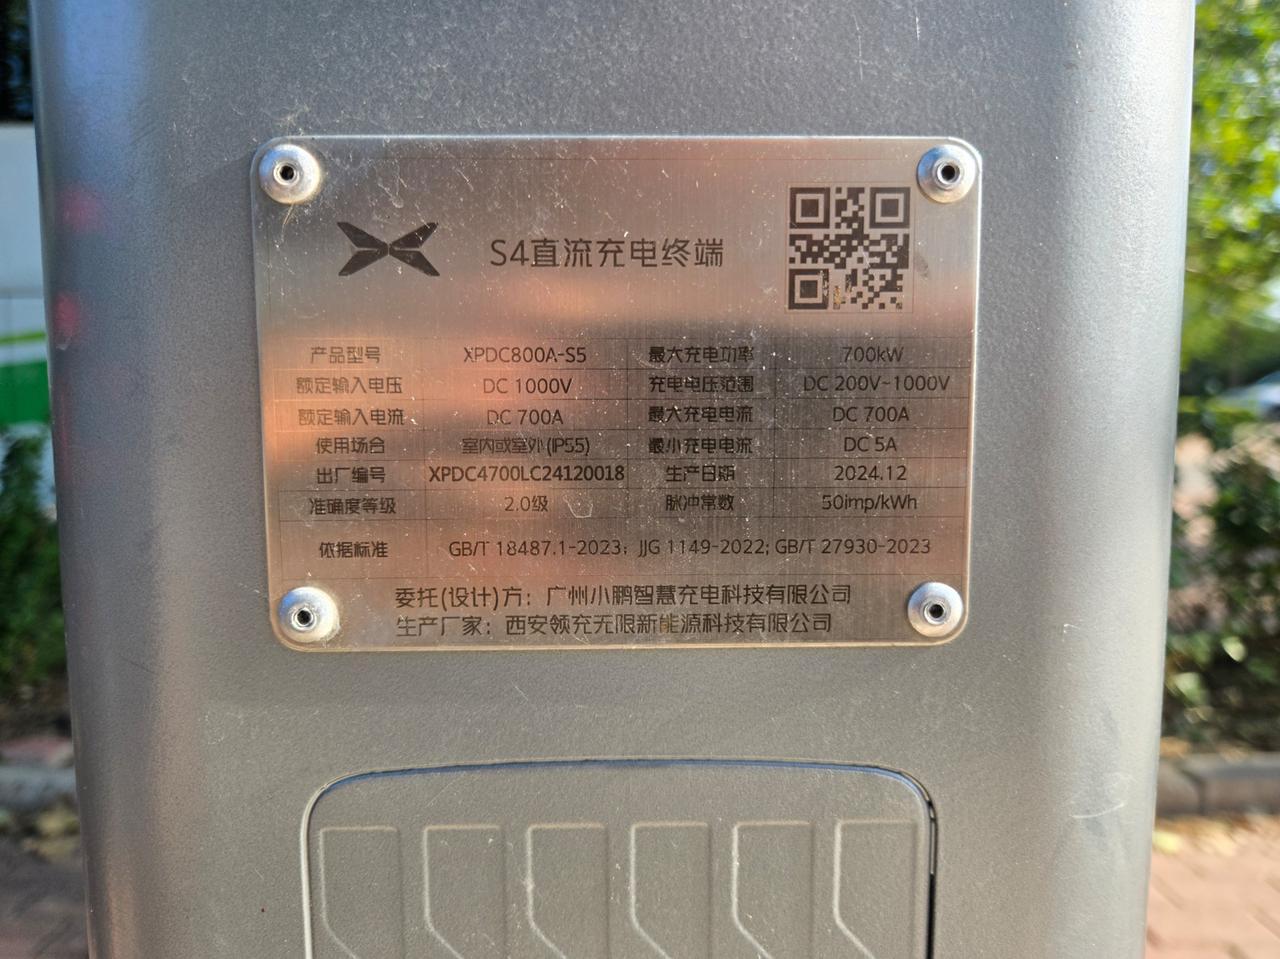 S4直流充电终端
产品型号 XPDC800A-S5 最大充电功率 700kW
额定输入电压 DC 1000V 充电电压范围 DC 200V~1000V
额定输入电流 DC 700A 最大充电电流 DC 700A
使用场合 室内或室外(IP55) 最小充电电流 DC 5A
出厂编号 XPDC4700LC24120018 生产日期 2024.12
准确度等级 2.0级 脉冲常数 50imp/kWh
依据标准 GB/T 18487.1-2023; JJG 1149-2022; GB/T 27930-2023
委托(设计)方：广州小鹏智慧充电科技有限公司
生产厂家：西安领充无限新能源科技有限公司